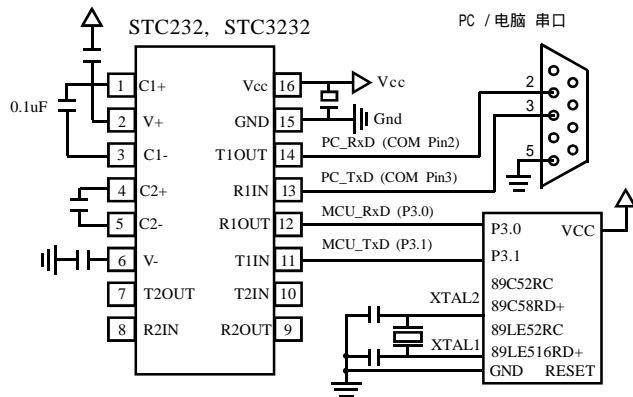 STC232, STC3232
PC / 电脑 串口
0.1uF
1 C1+ Vcc 16 Vcc
2 V+ GND 15 Gnd
3 C1- T1OUT 14 PC_RxD (COM Pin2)
4 C2+ R1IN 13 PC_TxD (COM Pin3)
5 C2- R1OUT 12 MCU_RxD (P3.0)
6 V- T1IN 11 MCU_TxD (P3.1)
7 T2OUT T2IN 10
8 R2IN R2OUT 9
2
3
5
P3.0 VCC
P3.1
89C52RC
XTAL2 89C58RD+
89LE52RC
XTAL1 89LE516RD+
GND RESET